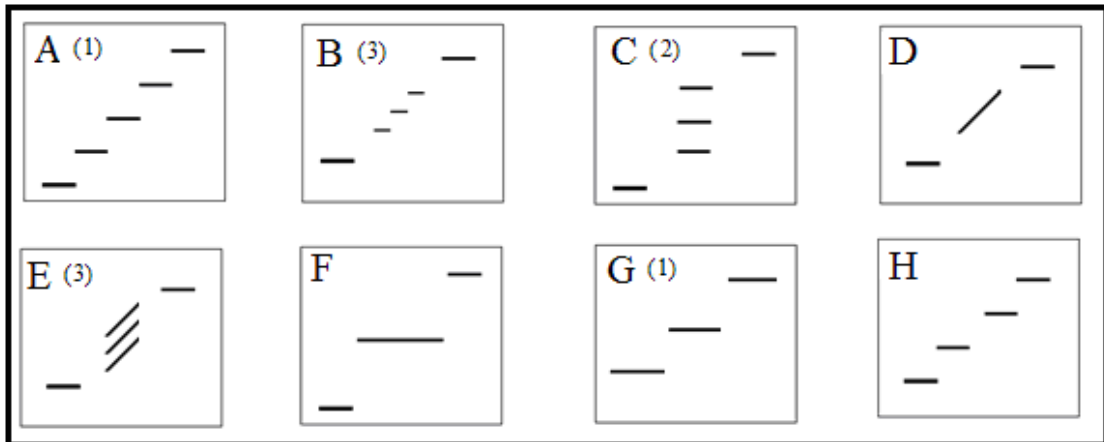 A (1)
B (3)
C (2)
D
E (3)
F
G (1)
H